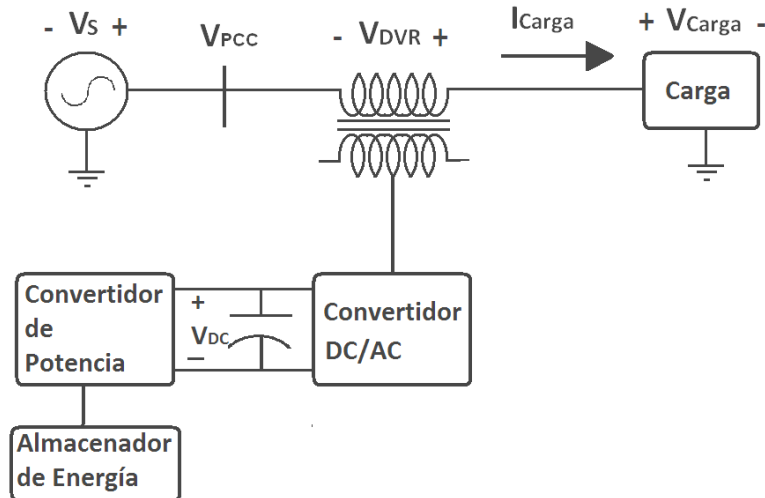 - Vs +
VPCC
- VDVR +
ICarga
+ VCarga -
Carga
Convertidor
de
Potencia
+
VDC
–
Convertidor
DC/AC
Almacenador
de Energía